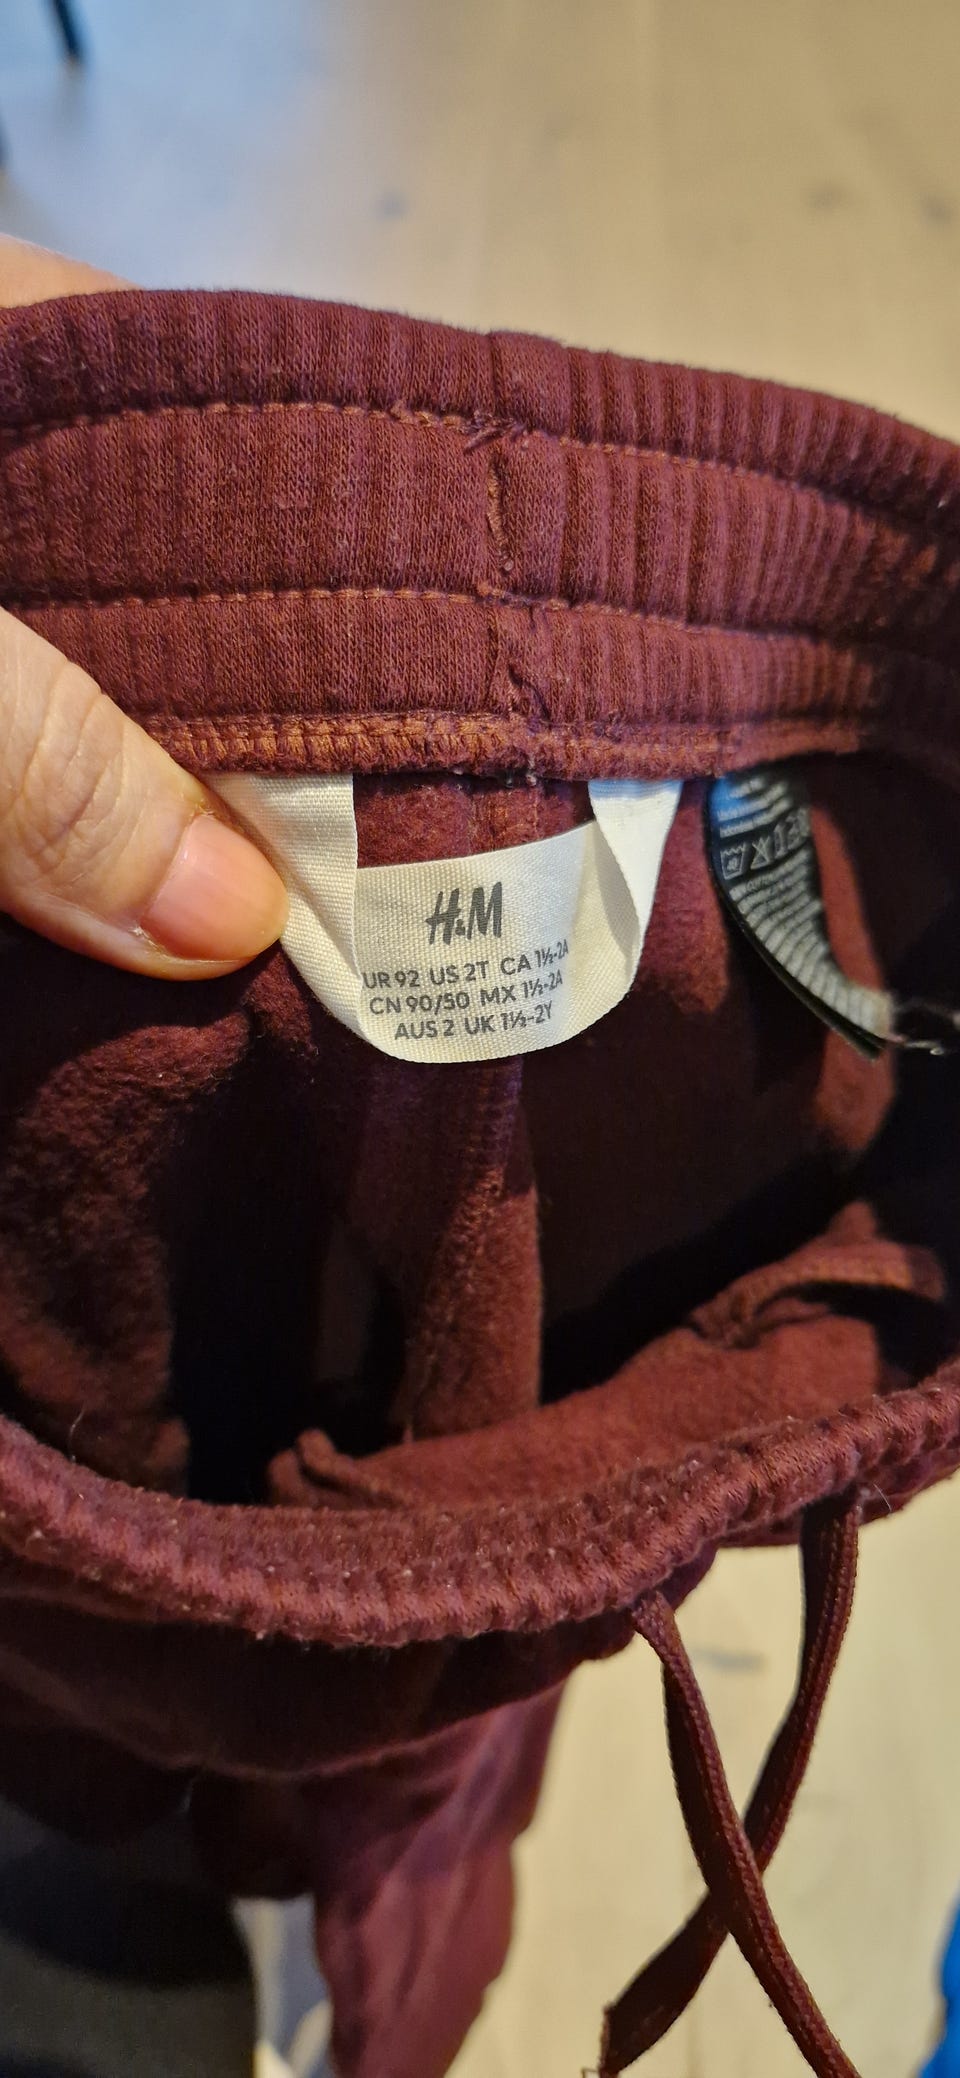 H&M
UR 92 US 2T CA 1½-2A
CN 90/50 MX 1½-2A
AUS 2 UK 1½-2Y